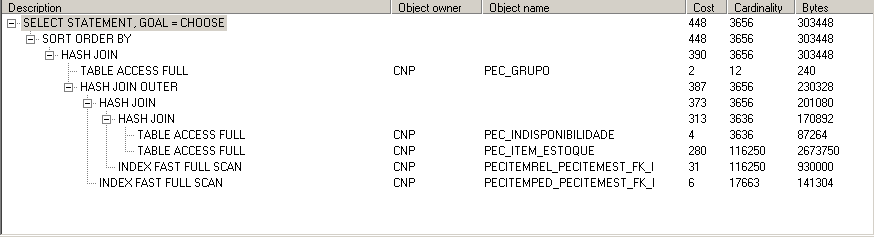 Description Object owner Object name Cost Cardinality Bytes
SELECT STATEMENT, GOAL = CHOOSE 448 3656 303448
SORT ORDER BY 448 3656 303448
HASH JOIN 390 3656 303448
TABLE ACCESS FULL CNP PEC_GRUPO 2 12 240
HASH JOIN OUTER 387 3656 230328
HASH JOIN 373 3656 201080
HASH JOIN 313 3636 170892
TABLE ACCESS FULL CNP PEC_INDISPONIBILIDADE 4 3636 87264
TABLE ACCESS FULL CNP PEC_ITEM_ESTOQUE 280 116250 2673750
INDEX FAST FULL SCAN CNP PECITEMREL_PECITEMEST_FK_I 31 116250 930000
INDEX FAST FULL SCAN CNP PECITEMPED_PECITEMEST_FK_I 6 17663 141304